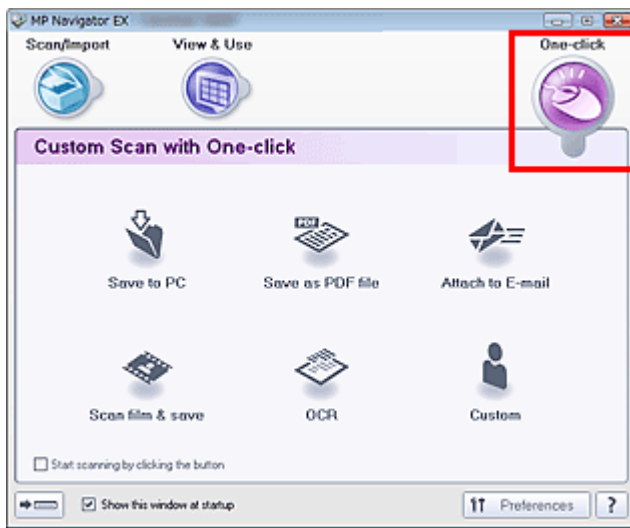 MP Navigator EX
Scan/Import
View & Use
One-click
Custom Scan with One-click
Save to PC
PDF
Save as PDF file
Attach to E-mail
Scan film & save
OCR
Custom
Start scanning by clicking the button
Show this window at startup
Preferences
?